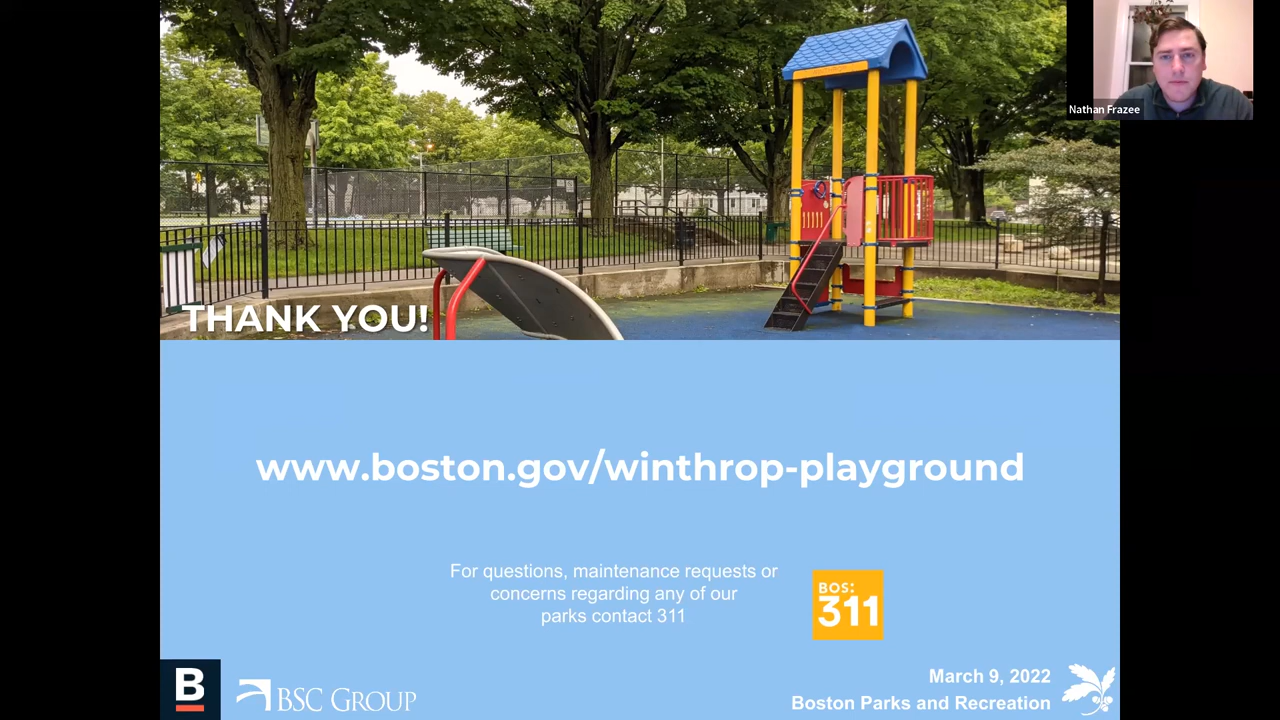 Nathan Frazee
THANK YOU!
www.boston.gov/winthrop-playground
For questions, maintenance requests or
concerns regarding any of our
parks contact 311
BOS:
311
B
BSC GROUP
March 9, 2022
Boston Parks and Recreation